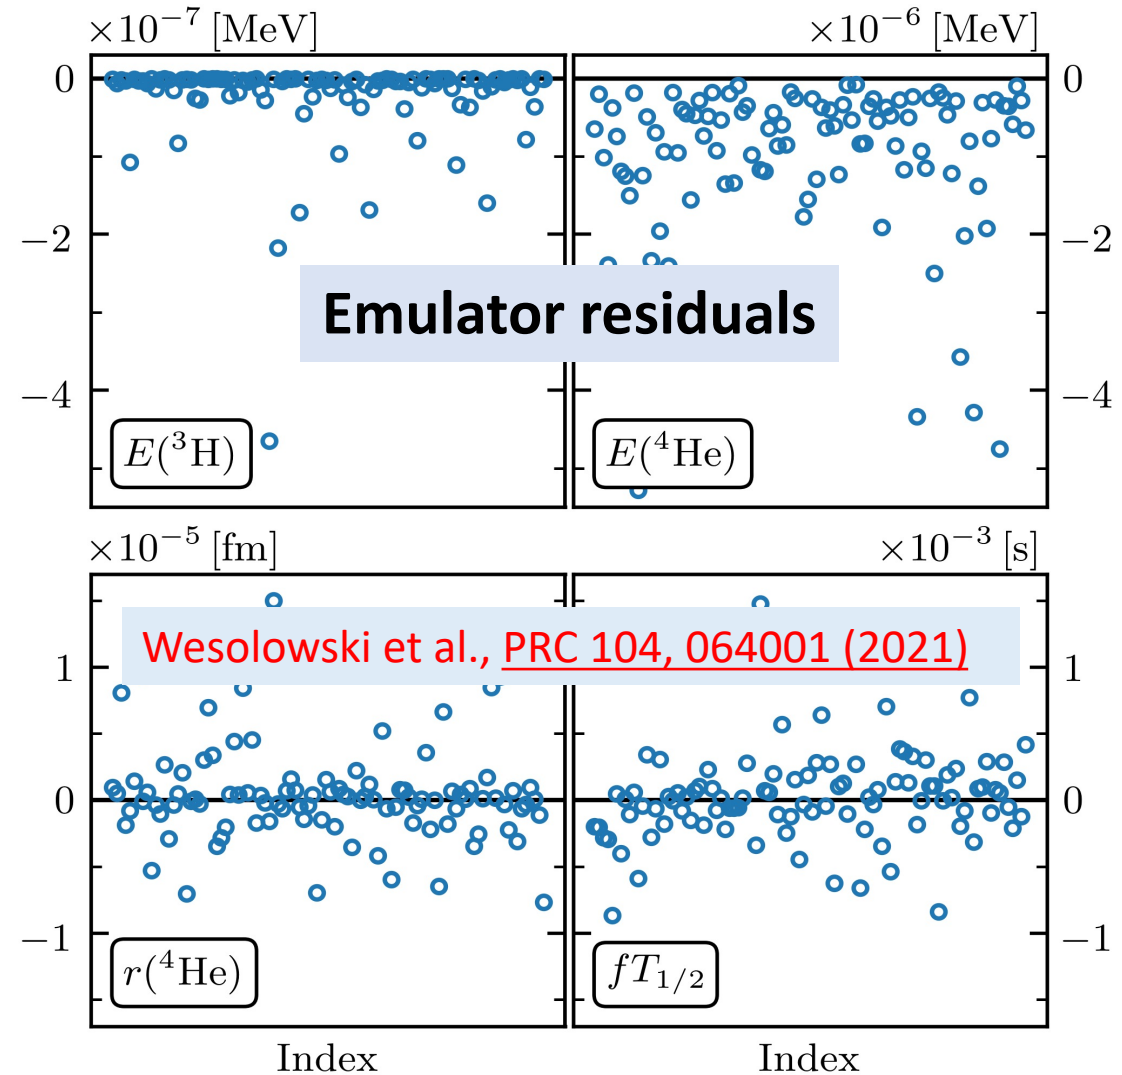 ×10⁻⁷ [MeV]
×10⁻⁶ [MeV]
0
−2
−4
0
−2
−4
Emulator residuals
E(³H)
E(⁴He)
×10⁻⁵ [fm]
×10⁻³ [s]
Wesolowski et al., PRC 104, 064001 (2021)
1
0
−1
1
0
−1
r(⁴He)
fT₁/₂
Index
Index